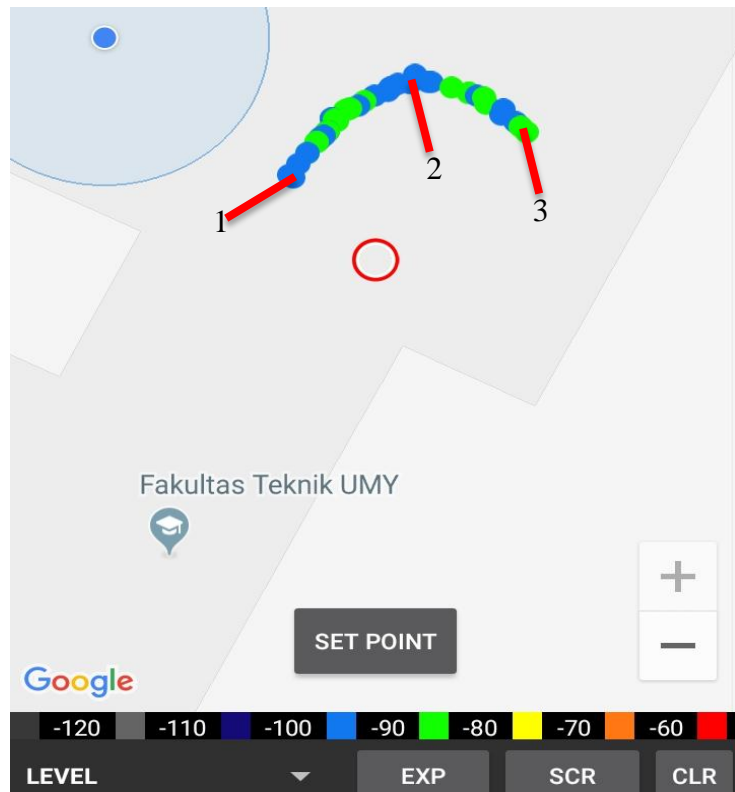 2
1
3
Fakultas Teknik UMY
SET POINT
+
−
Google
-120 -110 -100 -90 -80 -70 -60
LEVEL EXP SCR CLR